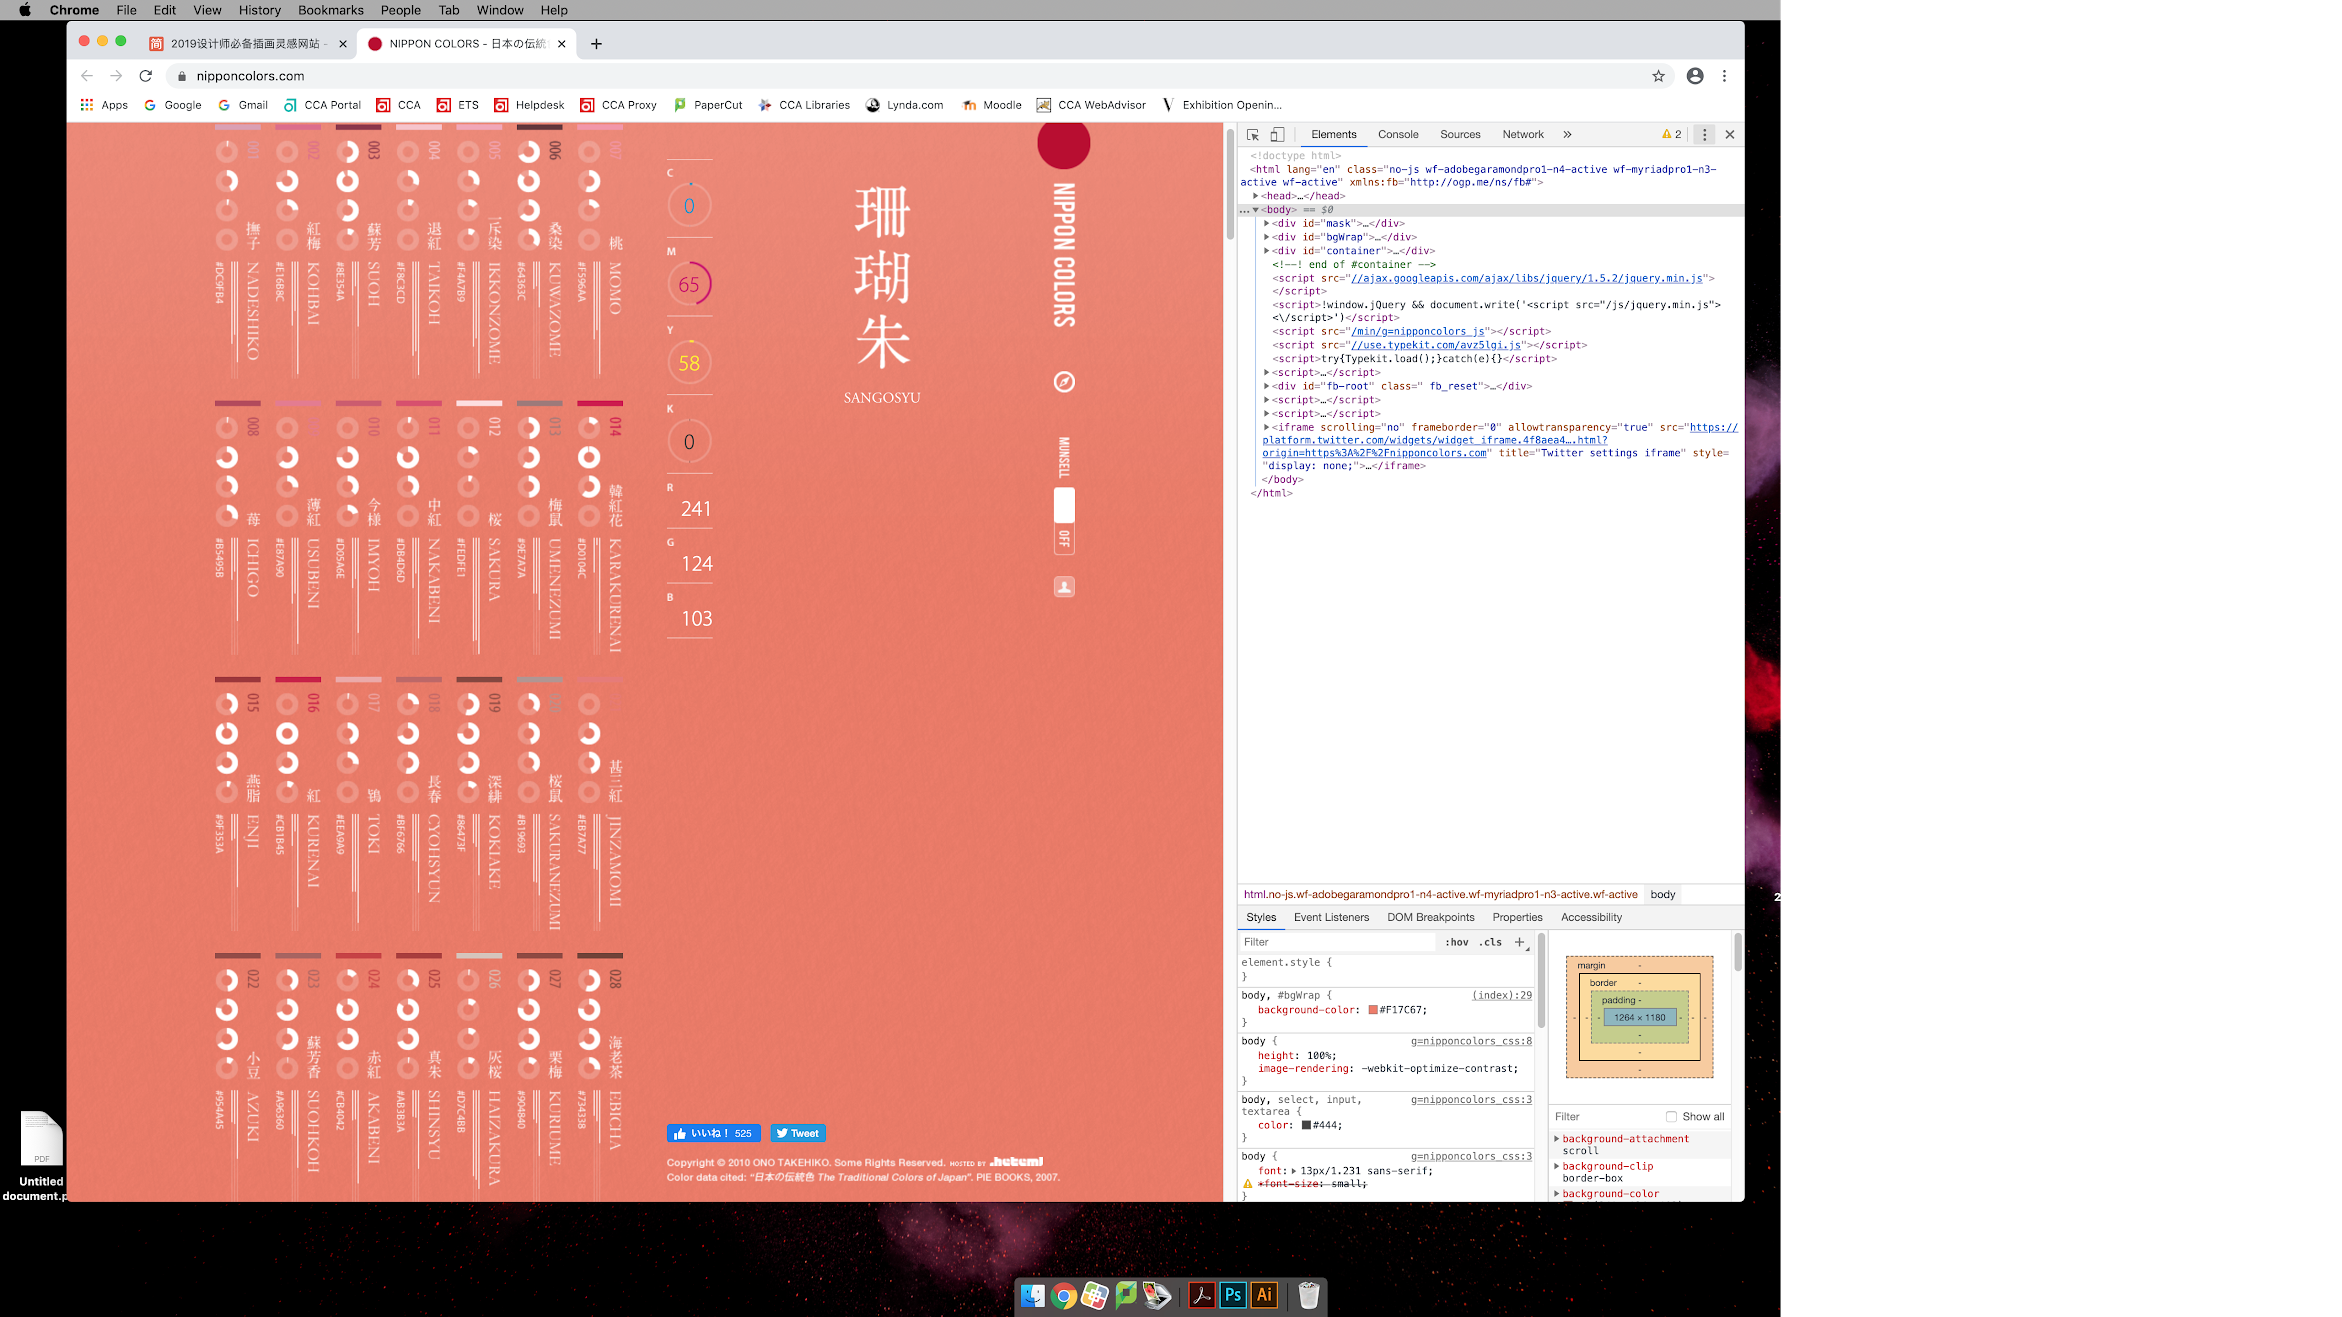 Chrome File Edit View History Bookmarks People Tab Window Help
2019设计师必备插画灵感网站 -
NIPPON COLORS - 日本の伝統
nipponcolors.com
Apps Google Gmail CCA Portal CCA ETS Helpdesk CCA Proxy PaperCut CCA Libraries Lynda.com Moodle CCA WebAdvisor Exhibition Openin...
001 撫子 NADESHIKO #DC9FB4
002 紅梅 KOHBAI #E16B8C
003 蘇芳 SUOH #8E354A
004 退紅 TAIKOH #F8C3CD
005 一斥染 IKKONZOME #F4A7B9
006 桑染 KUWAZOME #64363C
007 桃 MOMO #F596AA
008 苺 ICHIGO #B5495B
薄紅 USUBENI #E87A90
010 今様 IMYOH #D05A6E
011 中紅 NAKABENI #DB4D6D
012 桜 SAKURA #FEDFE1
013 梅鼠 UMENEZUMI #9E7A7A
014 韓紅花 KARAKURENAI #D0104C
015 燕脂 ENJI #9F353A
016 紅 KURENAI #CB1B45
017 鴇 TOKI #EEA9A9
018 長春 CYOHSYUN #BF6766
019 深緋 KOKIAKE #86473F
020 桜鼠 SAKURANEZUMI #B19693
甚三紅 JINZAMOMI #EB7A77
022 小豆 AZUKI #954A45
023 蘇芳香 SUOHKOH #A96360
024 赤紅 AKABENI #CB4042
025 真朱 SHINSYU #AB3B3A
026 灰桜 HAIZAKURA #D7C4BB
027 栗梅 KURIUME #904840
028 海老茶 EBICHA #734338
C
0
M
65
Y
58
K
0
R
241
G
124
B
103
珊瑚朱
SANGOSYU
NIPPON COLORS
MUNSELL
OFF
いいね！ 525
Tweet
Copyright © 2010 ONO TAKEHIKO. Some Rights Reserved. HOSTED BY .heteml
Color data cited: "日本の伝統色 The Traditional Colors of Japan". PIE BOOKS, 2007.
Elements Console Sources Network » 2
<!doctype html>
<html lang="en" class="no-js wf-adobegaramondpro1-n4-active wf-myriadpro1-n3-
active wf-active" xmlns:fb="http://ogp.me/ns/fb#">
<head>…</head>
<body> == $0
<div id="mask">…</div>
<div id="bgWrap">…</div>
<div id="container">…</div>
<!--! end of #container -->
<script src="//ajax.googleapis.com/ajax/libs/jquery/1.5.2/jquery.min.js">
</script>
<script>!window.jQuery && document.write('<script src="/js/jquery.min.js">
<\/script>')</script>
<script src="/min/g=nipponcolors_js"></script>
<script src="//use.typekit.com/avz5lgi.js"></script>
<script>try{Typekit.load();}catch(e){}</script>
<script>…</script>
<div id="fb-root" class=" fb_reset">…</div>
<script>…</script>
<script>…</script>
<iframe scrolling="no" frameborder="0" allowtransparency="true" src="https://
platform.twitter.com/widgets/widget_iframe.4f8aea4….html?
origin=https%3A%2F%2Fnipponcolors.com" title="Twitter settings iframe" style=
"display: none;">…</iframe>
</body>
</html>
html.no-js.wf-adobegaramondpro1-n4-active.wf-myriadpro1-n3-active.wf-active body
Styles Event Listeners DOM Breakpoints Properties Accessibility
Filter :hov .cls +
element.style {
}
body, #bgWrap { (index):29
background-color: #F17C67;
}
body { g=nipponcolors_css:8
height: 100%;
image-rendering: -webkit-optimize-contrast;
}
body, select, input, g=nipponcolors_css:3
textarea {
color: #444;
}
body { g=nipponcolors_css:3
font: 13px/1.231 sans-serif;
*font-size: small;
}
margin -
border -
padding -
1264 × 1180
Filter Show all
background-attachment
scroll
background-clip
border-box
background-color
PDF
Untitled
document.p
2
Ps
Ai